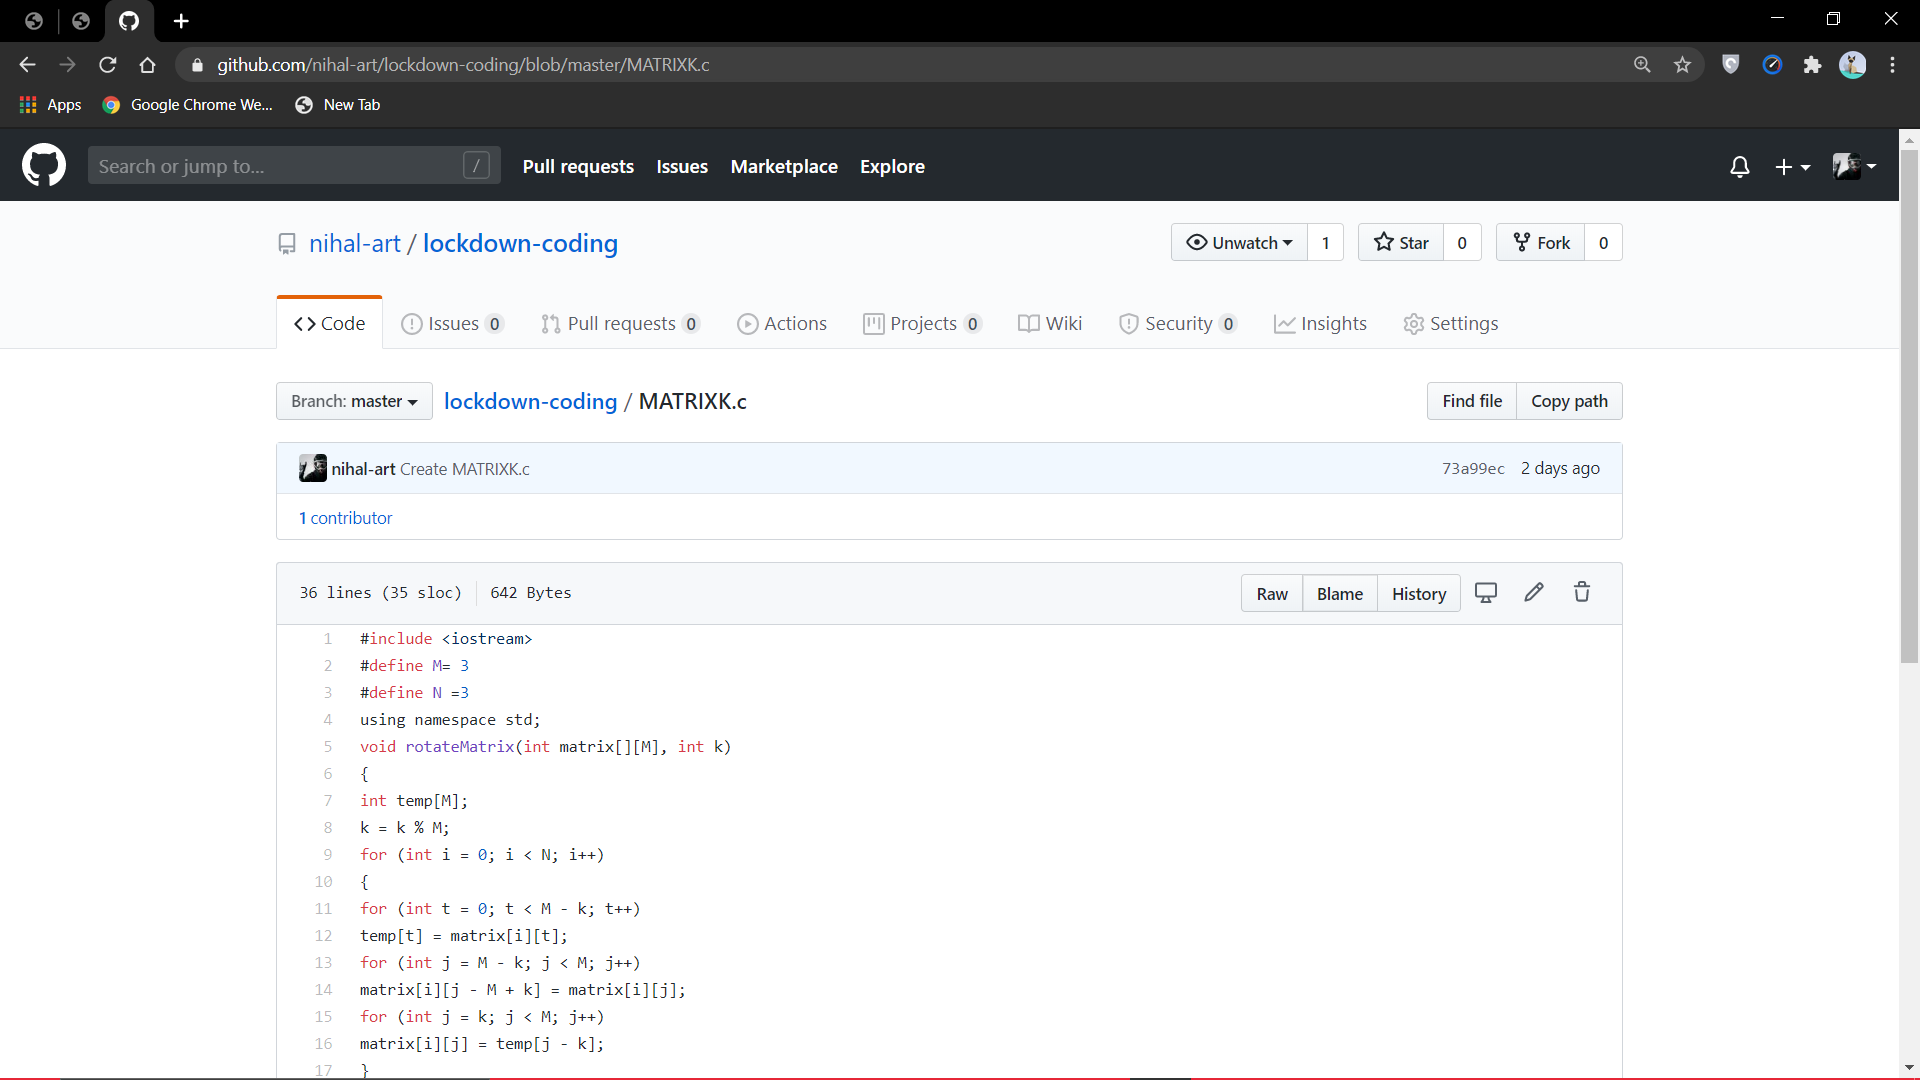 github.com/nihal-art/lockdown-coding/blob/master/MATRIXK.c
Apps Google Chrome We... New Tab
Search or jump to... / Pull requests Issues Marketplace Explore
nihal-art / lockdown-coding Unwatch 1 Star 0 Fork 0
Code Issues 0 Pull requests 0 Actions Projects 0 Wiki Security 0 Insights Settings
Branch: master lockdown-coding / MATRIXK.c Find file Copy path
nihal-art Create MATRIXK.c 73a99ec 2 days ago
1 contributor
36 lines (35 sloc) 642 Bytes Raw Blame History
1 #include <iostream>
2 #define M= 3
3 #define N =3
4 using namespace std;
5 void rotateMatrix(int matrix[][M], int k)
6 {
7 int temp[M];
8 k = k % M;
9 for (int i = 0; i < N; i++)
10 {
11 for (int t = 0; t < M - k; t++)
12 temp[t] = matrix[i][t];
13 for (int j = M - k; j < M; j++)
14 matrix[i][j - M + k] = matrix[i][j];
15 for (int j = k; j < M; j++)
16 matrix[i][j] = temp[j - k];
17 }